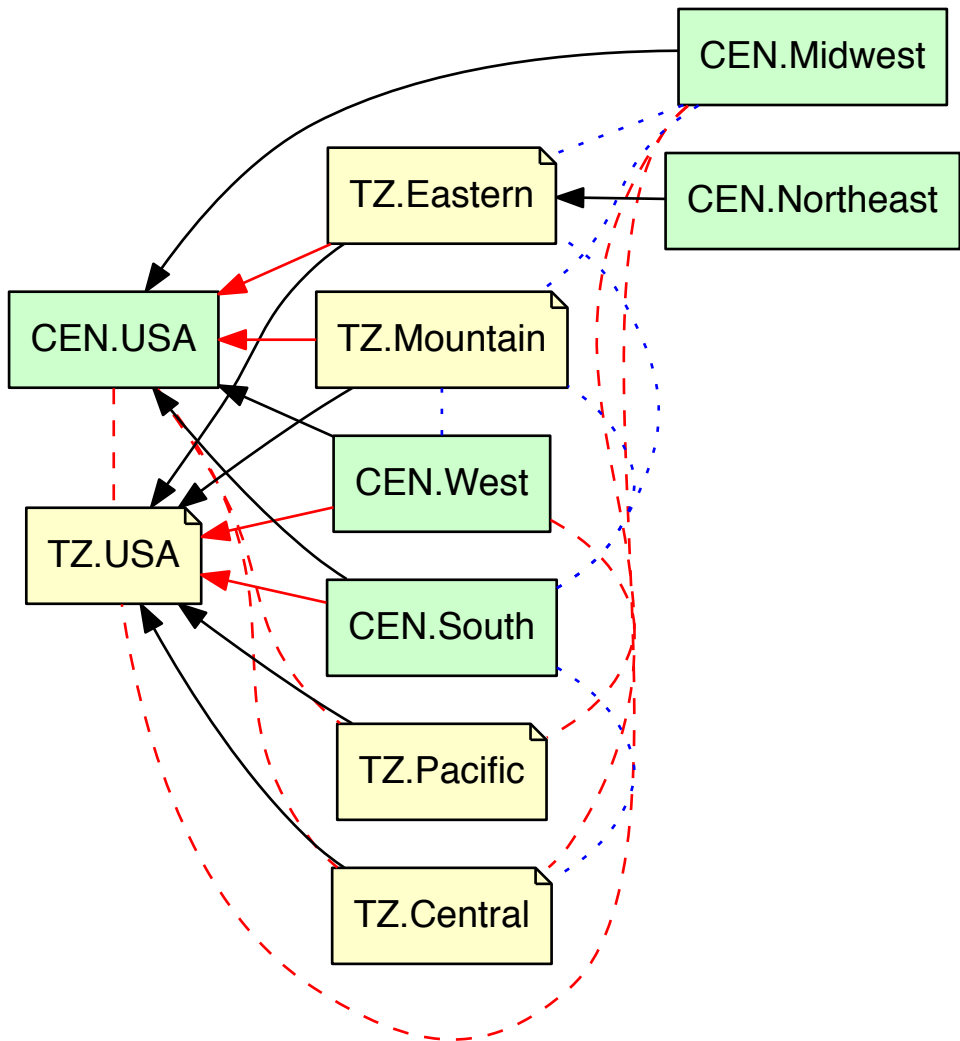 CEN.Midwest
TZ.Eastern
CEN.Northeast
CEN.USA
TZ.Mountain
CEN.West
TZ.USA
CEN.South
TZ.Pacific
TZ.Central